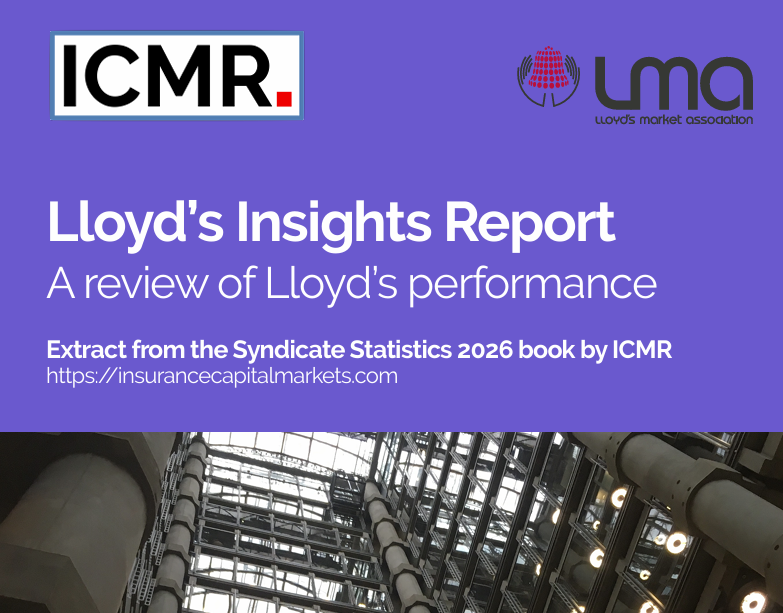 ICMR.
lma
lloyd's market association
Lloyd's Insights Report
A review of Lloyd's performance
Extract from the Syndicate Statistics 2026 book by ICMR
https://insurancecapitalmarkets.com